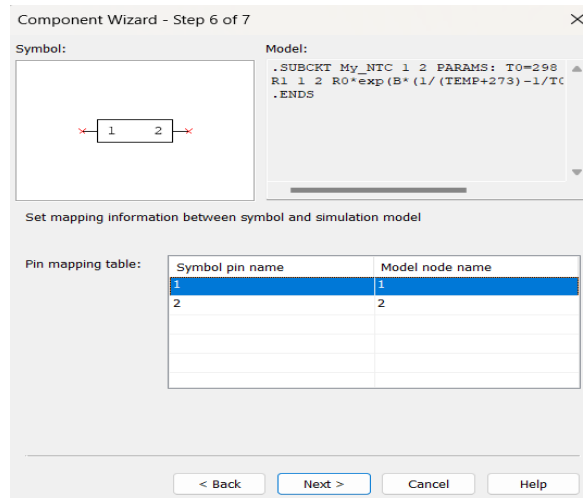 Component Wizard - Step 6 of 7
Symbol:
Model:
1 2
.SUBCKT My_NTC 1 2 PARAMS: T0=298
R1 1 2 R0*exp(B*(1/(TEMP+273)-1/T0
.ENDS
Set mapping information between symbol and simulation model
Pin mapping table:
Symbol pin name Model node name
1 1
2 2
< Back Next > Cancel Help